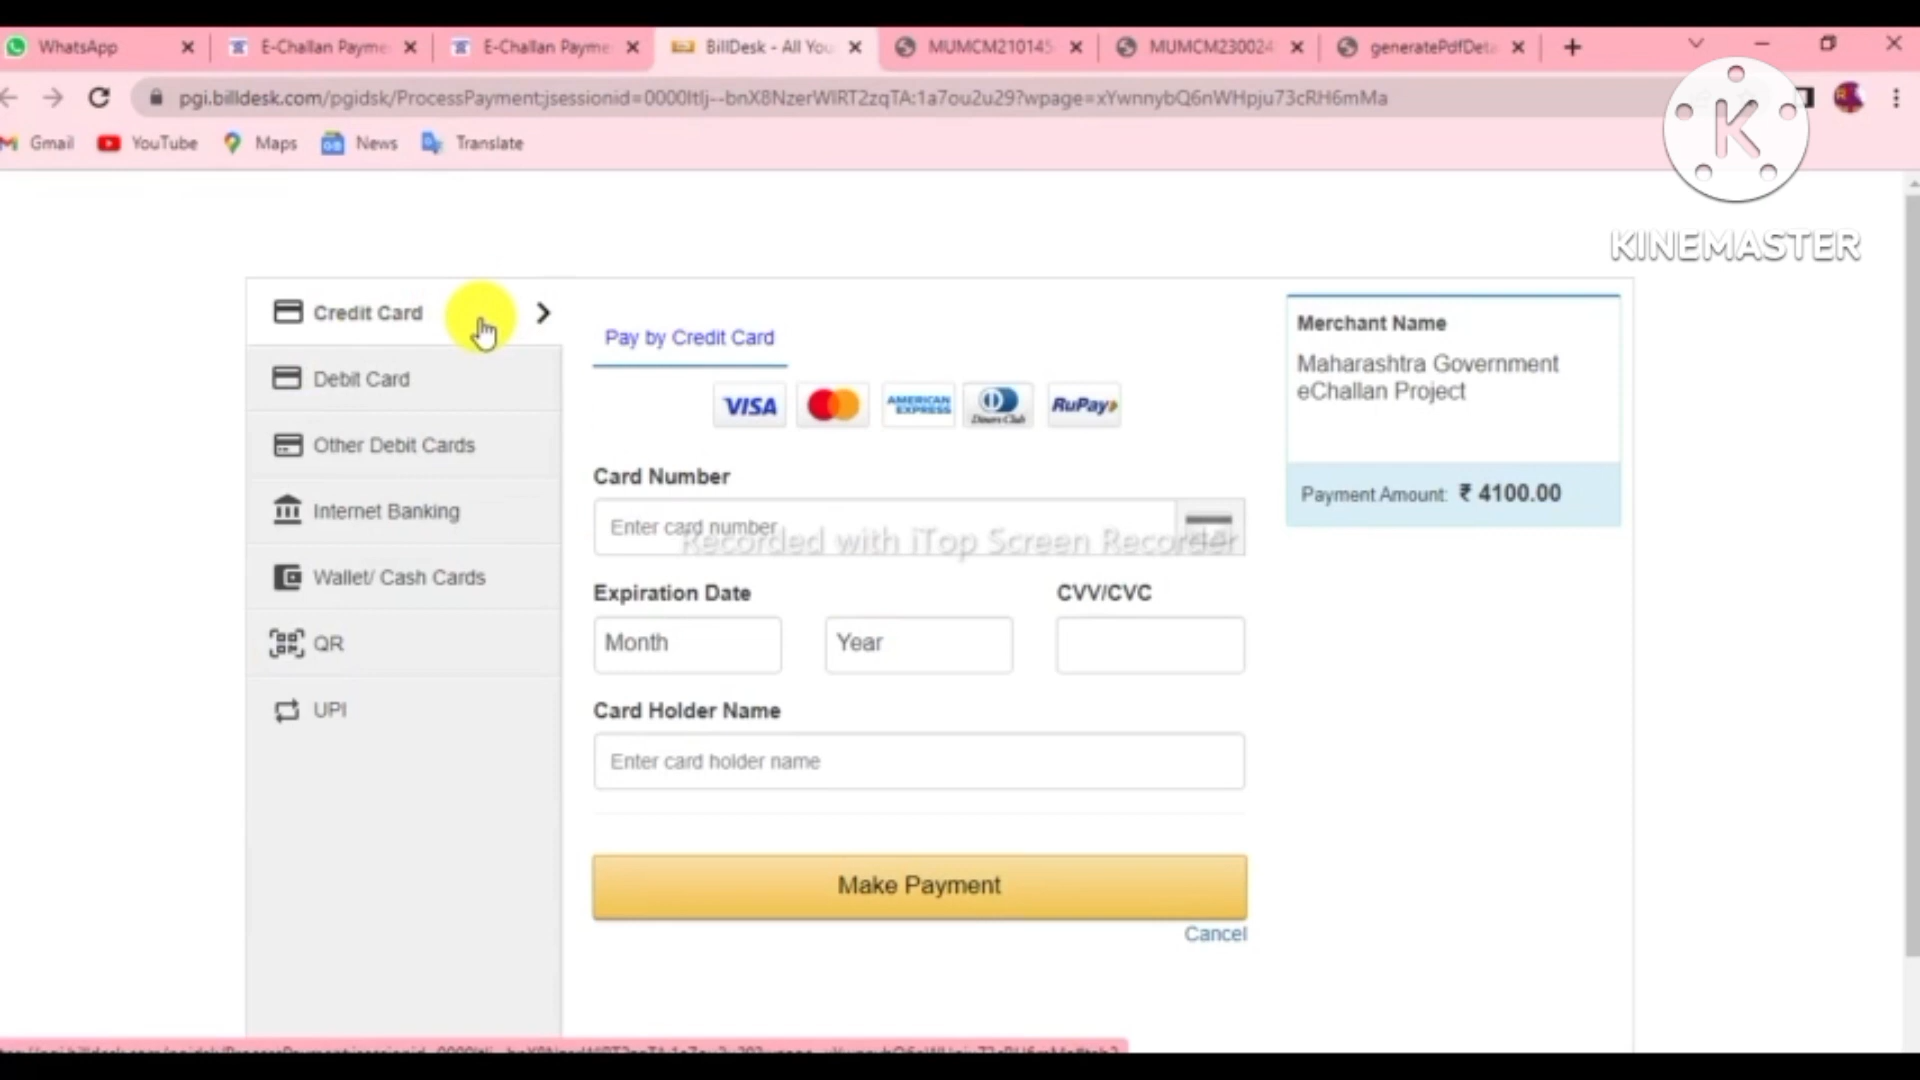 WhatsApp
E-Challan Payme
E-Challan Payme
BillDesk - All You
MUMCM210145
MUMCM230024
generatePdfDeta
pgi.billdesk.com/pgidsk/ProcessPayment;jsessionid=0000ltlj--bnX8NzerWlRT2zqTA:1a7ou2u29?wpage=xYwnnybQ6nWHpju73cRH6mMa
Gmail
YouTube
Maps
News
Translate
K
KINEMASTER
Credit Card
Debit Card
Other Debit Cards
Internet Banking
Wallet/ Cash Cards
QR
UPI
Pay by Credit Card
VISA
AMERICAN EXPRESS
Diners Club
RuPay
Card Number
Enter card number
Recorded with iTop Screen Recorder
Expiration Date
CVV/CVC
Month
Year
Card Holder Name
Enter card holder name
Make Payment
Cancel
Merchant Name
Maharashtra Government
eChallan Project
Payment Amount: ₹ 4100.00